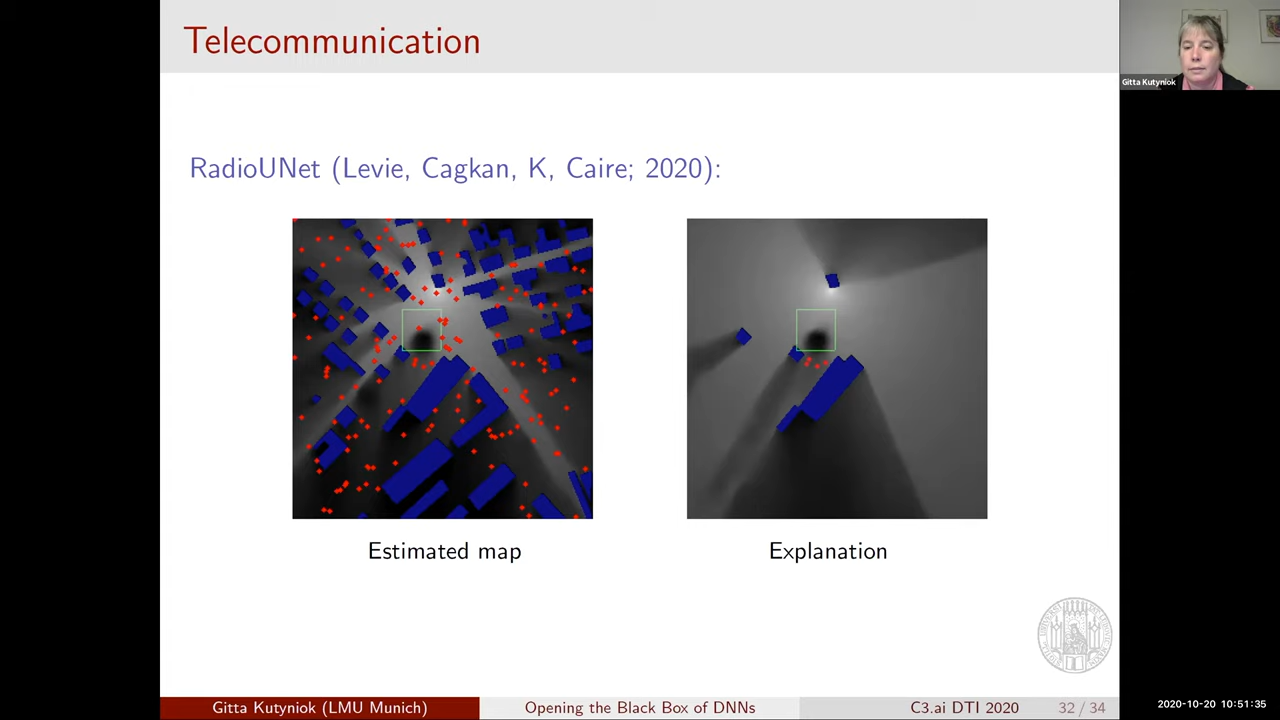 Telecommunication
Gitta Kutyniok
RadioUNet (Levie, Cagkan, K, Caire; 2020):
Estimated map
Explanation
Gitta Kutyniok (LMU Munich)
Opening the Black Box of DNNs
C3.ai DTI 2020
32 / 34
2020-10-20 10:51:35